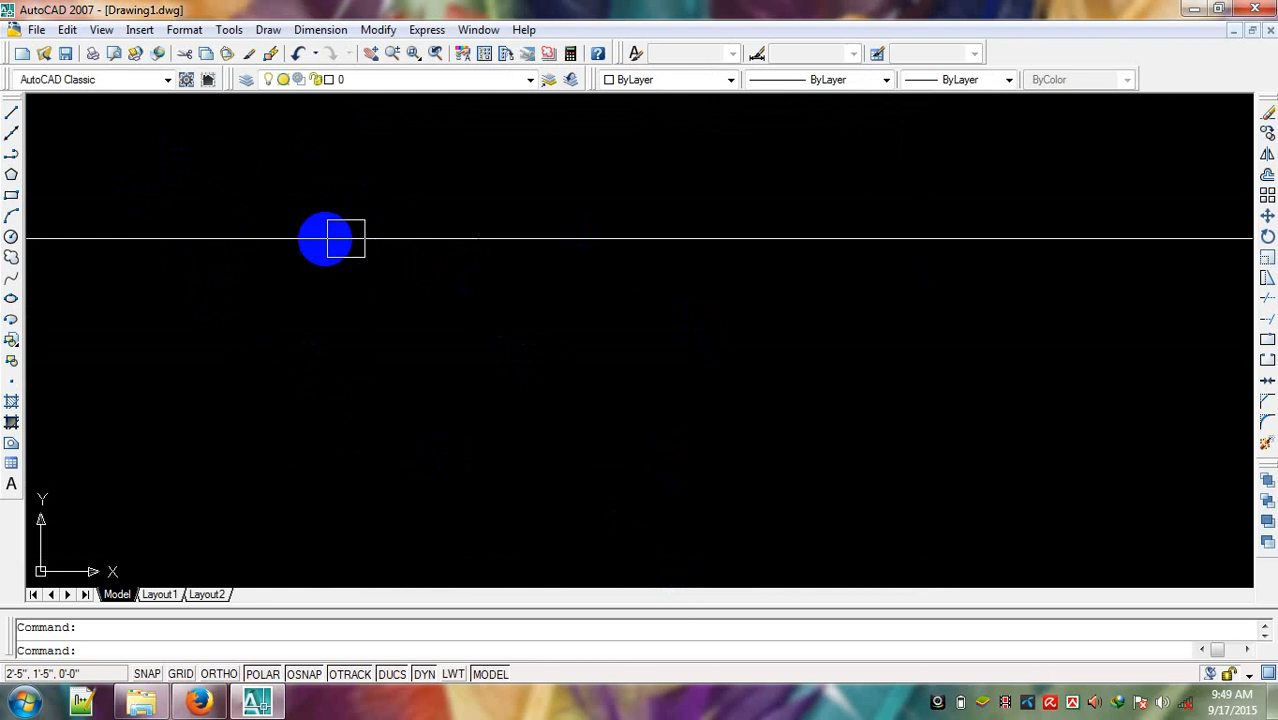 AutoCAD 2007 - [Drawing1.dwg]
File Edit View Insert Format Tools Draw Dimension Modify Express Window Help
AutoCAD Classic 0 ByLayer ByLayer ByLayer ByColor
A
Y
X
Model Layout1 Layout2
Command:
Command:
2'-5", 1'-5", 0'-0" SNAP GRID ORTHO POLAR OSNAP OTRACK DUCS DYN LWT MODEL
9:49 AM
9/17/2015